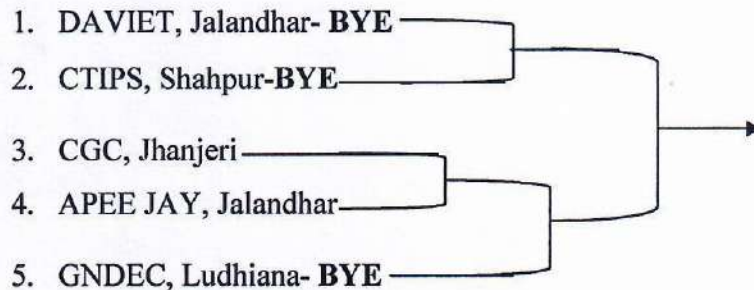 1. DAVIET, Jalandhar- BYE
2. CTIPS, Shahpur-BYE
3. CGC, Jhanjeri
4. APEE JAY, Jalandhar
5. GNDEC, Ludhiana- BYE